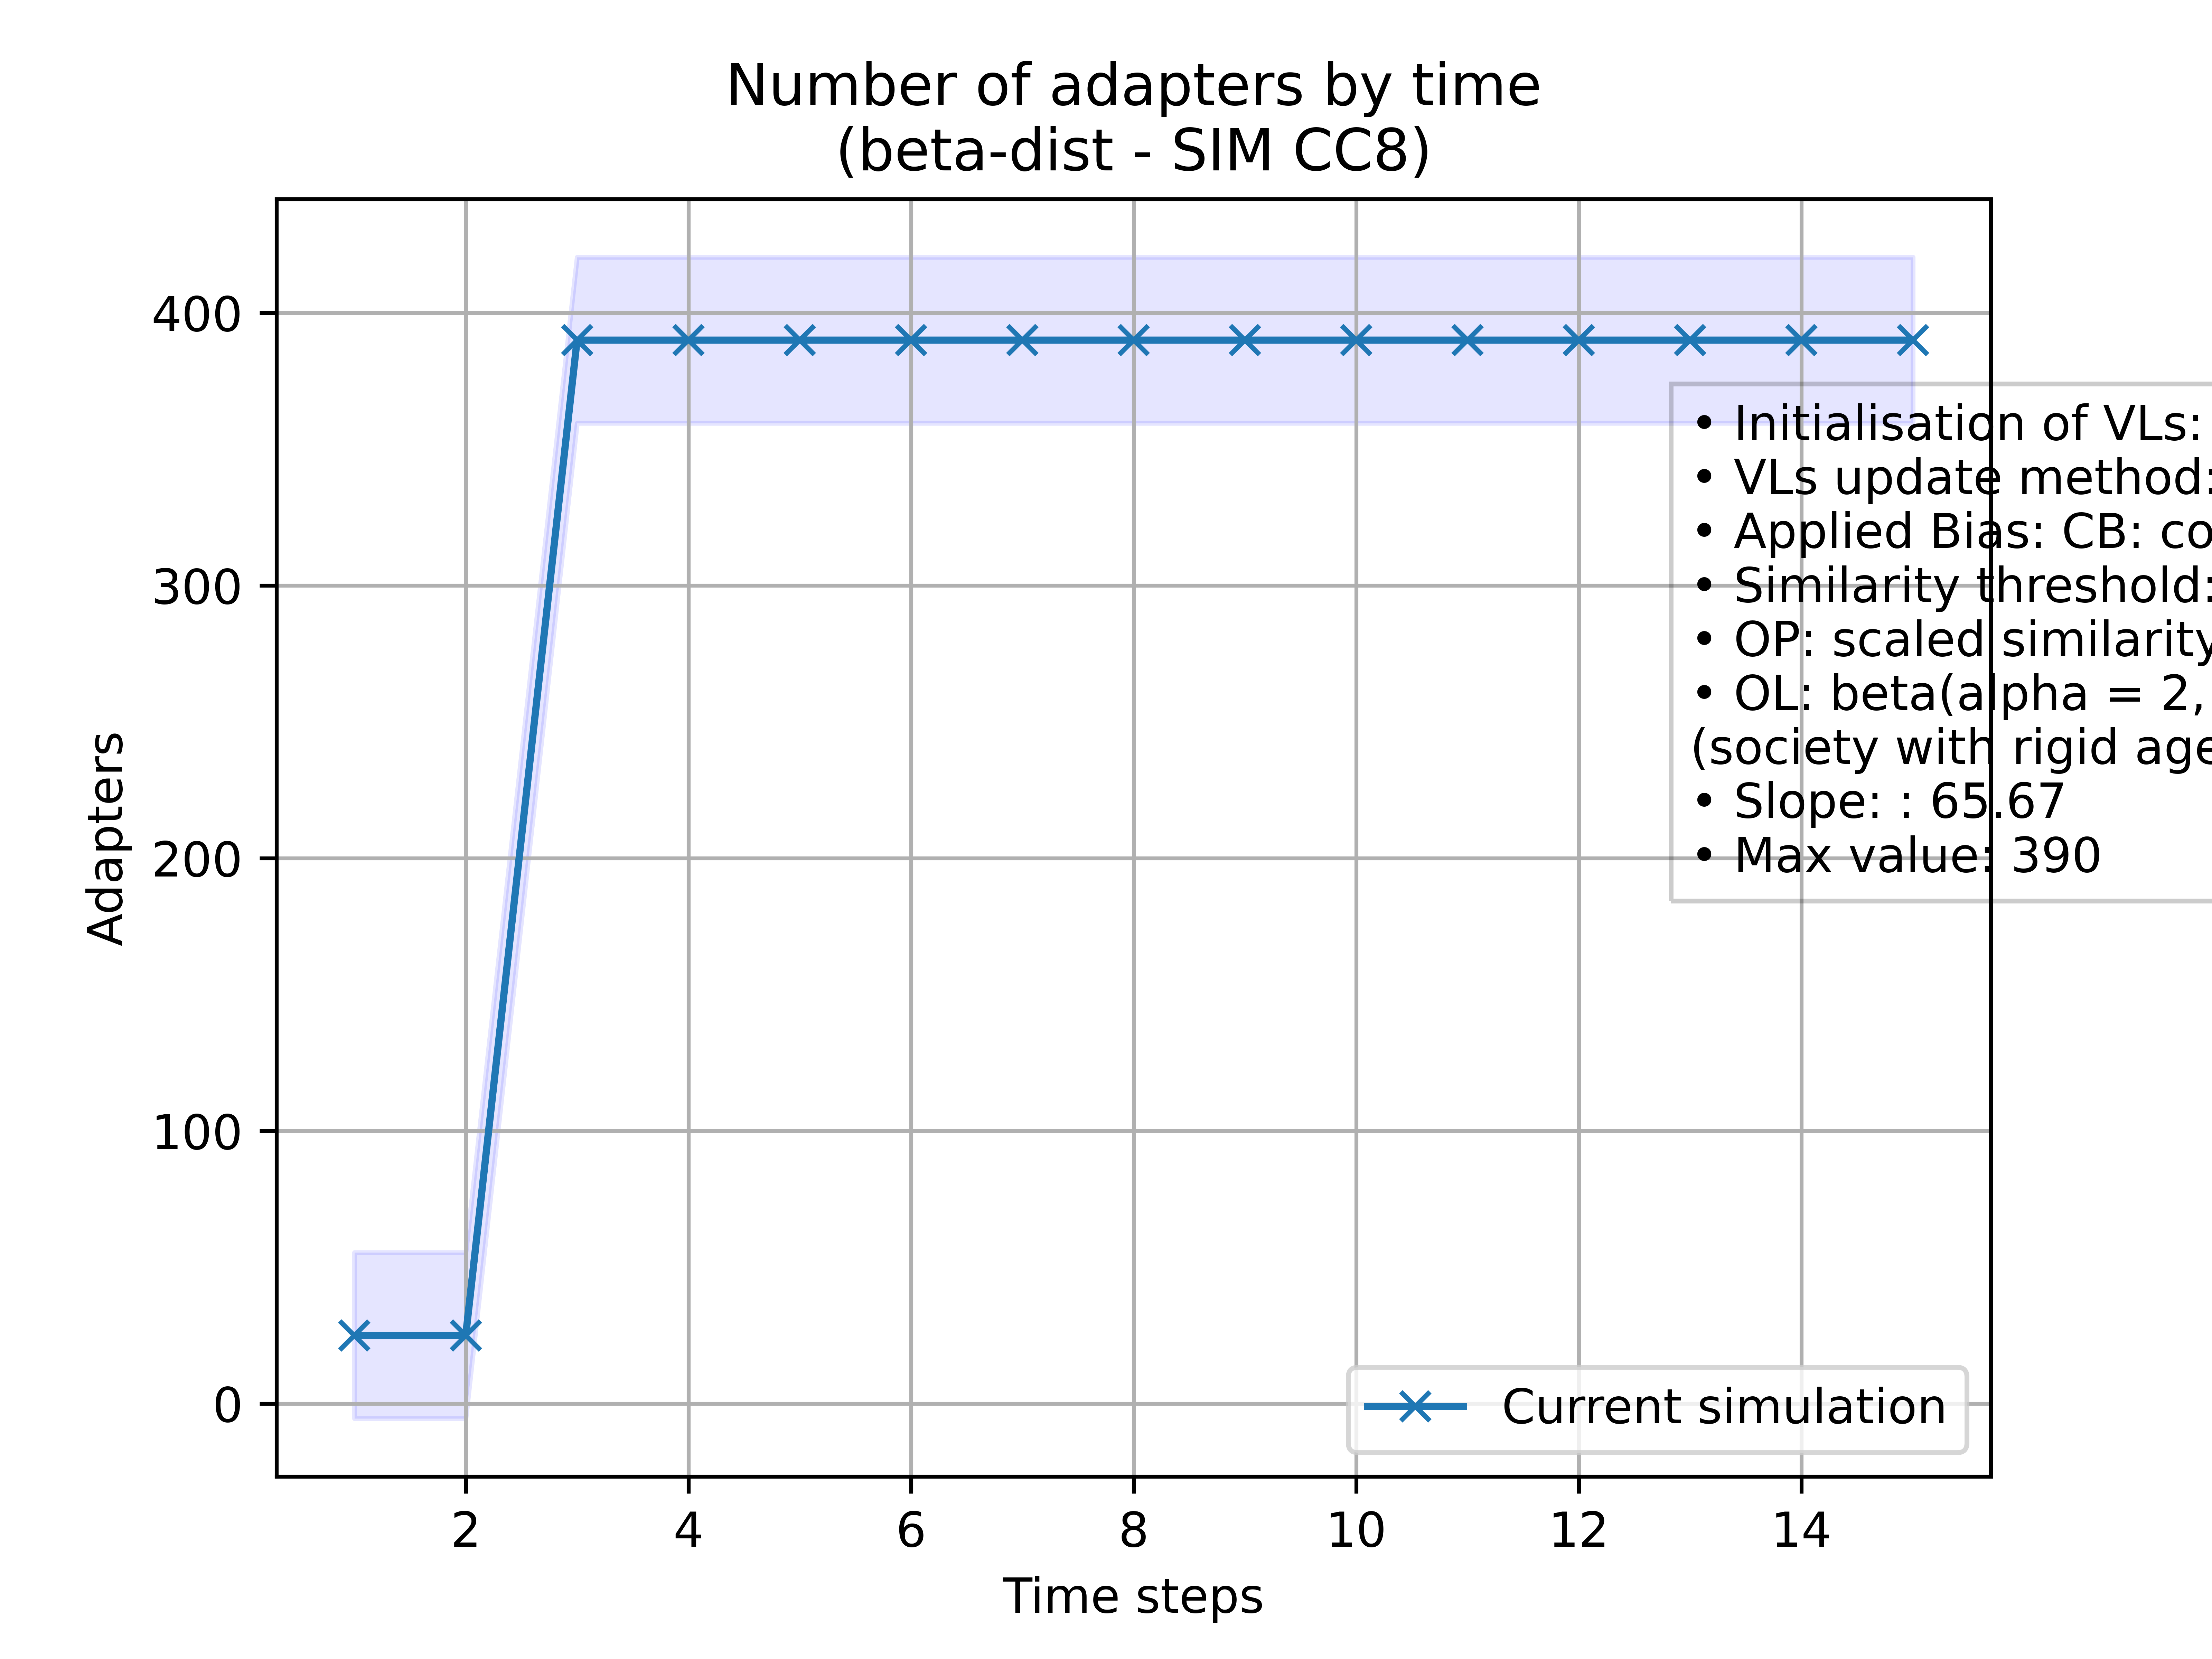 Number of adapters by time
(beta-dist - SIM CC8)
400
300
200
100
0
Adapters
• Initialisation of VLs:
• VLs update method:
• Applied Bias: CB:
• Similarity threshold:
• OP: scaled similarity
• OL: beta(alpha = 2,
(society with rigid
• Slope: : 65.67
• Max value: 390
Current simulation
2 4 6 8 10 12 14
Time steps